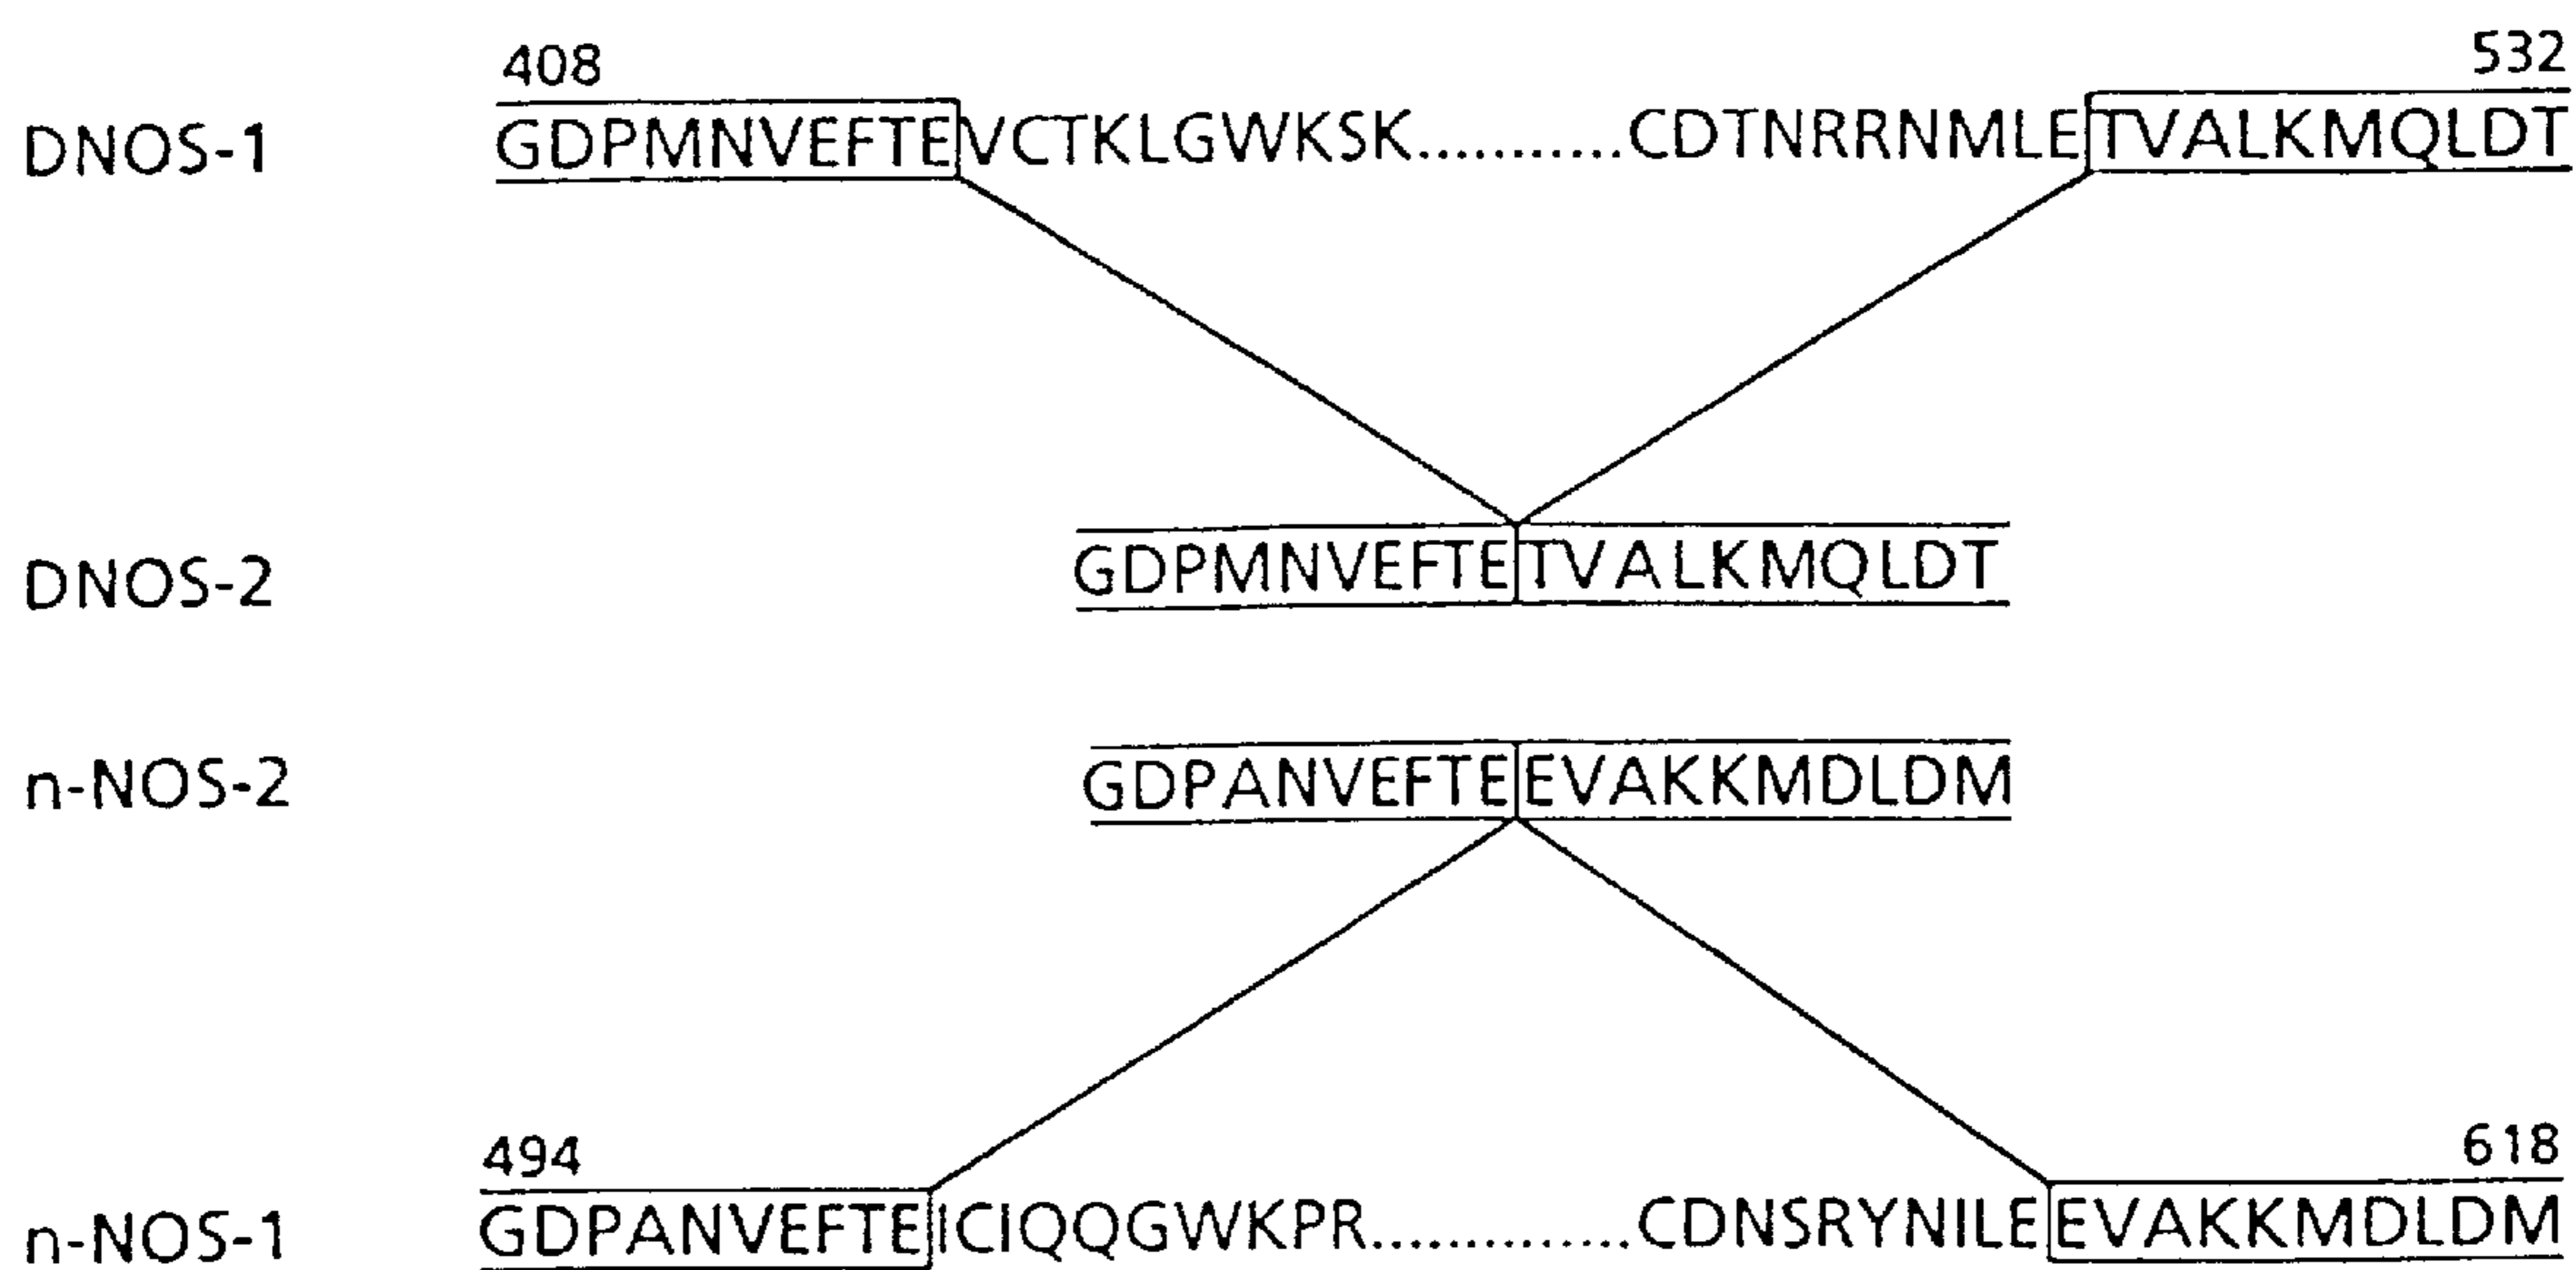 408 532
DNOS-1 GDPMNVEFTEVCTKLGWKSK...........CDTNRRNMLETVALKMQLDT
DNOS-2 GDPMNVEFTETVALKMQLDT
n-NOS-2 GDPANVEFTEEVAKKMDLDM
494 618
n-NOS-1 GDPANVEFTEICIQQGWKPR.............CDNSRYNILEEVAKKMDLDM